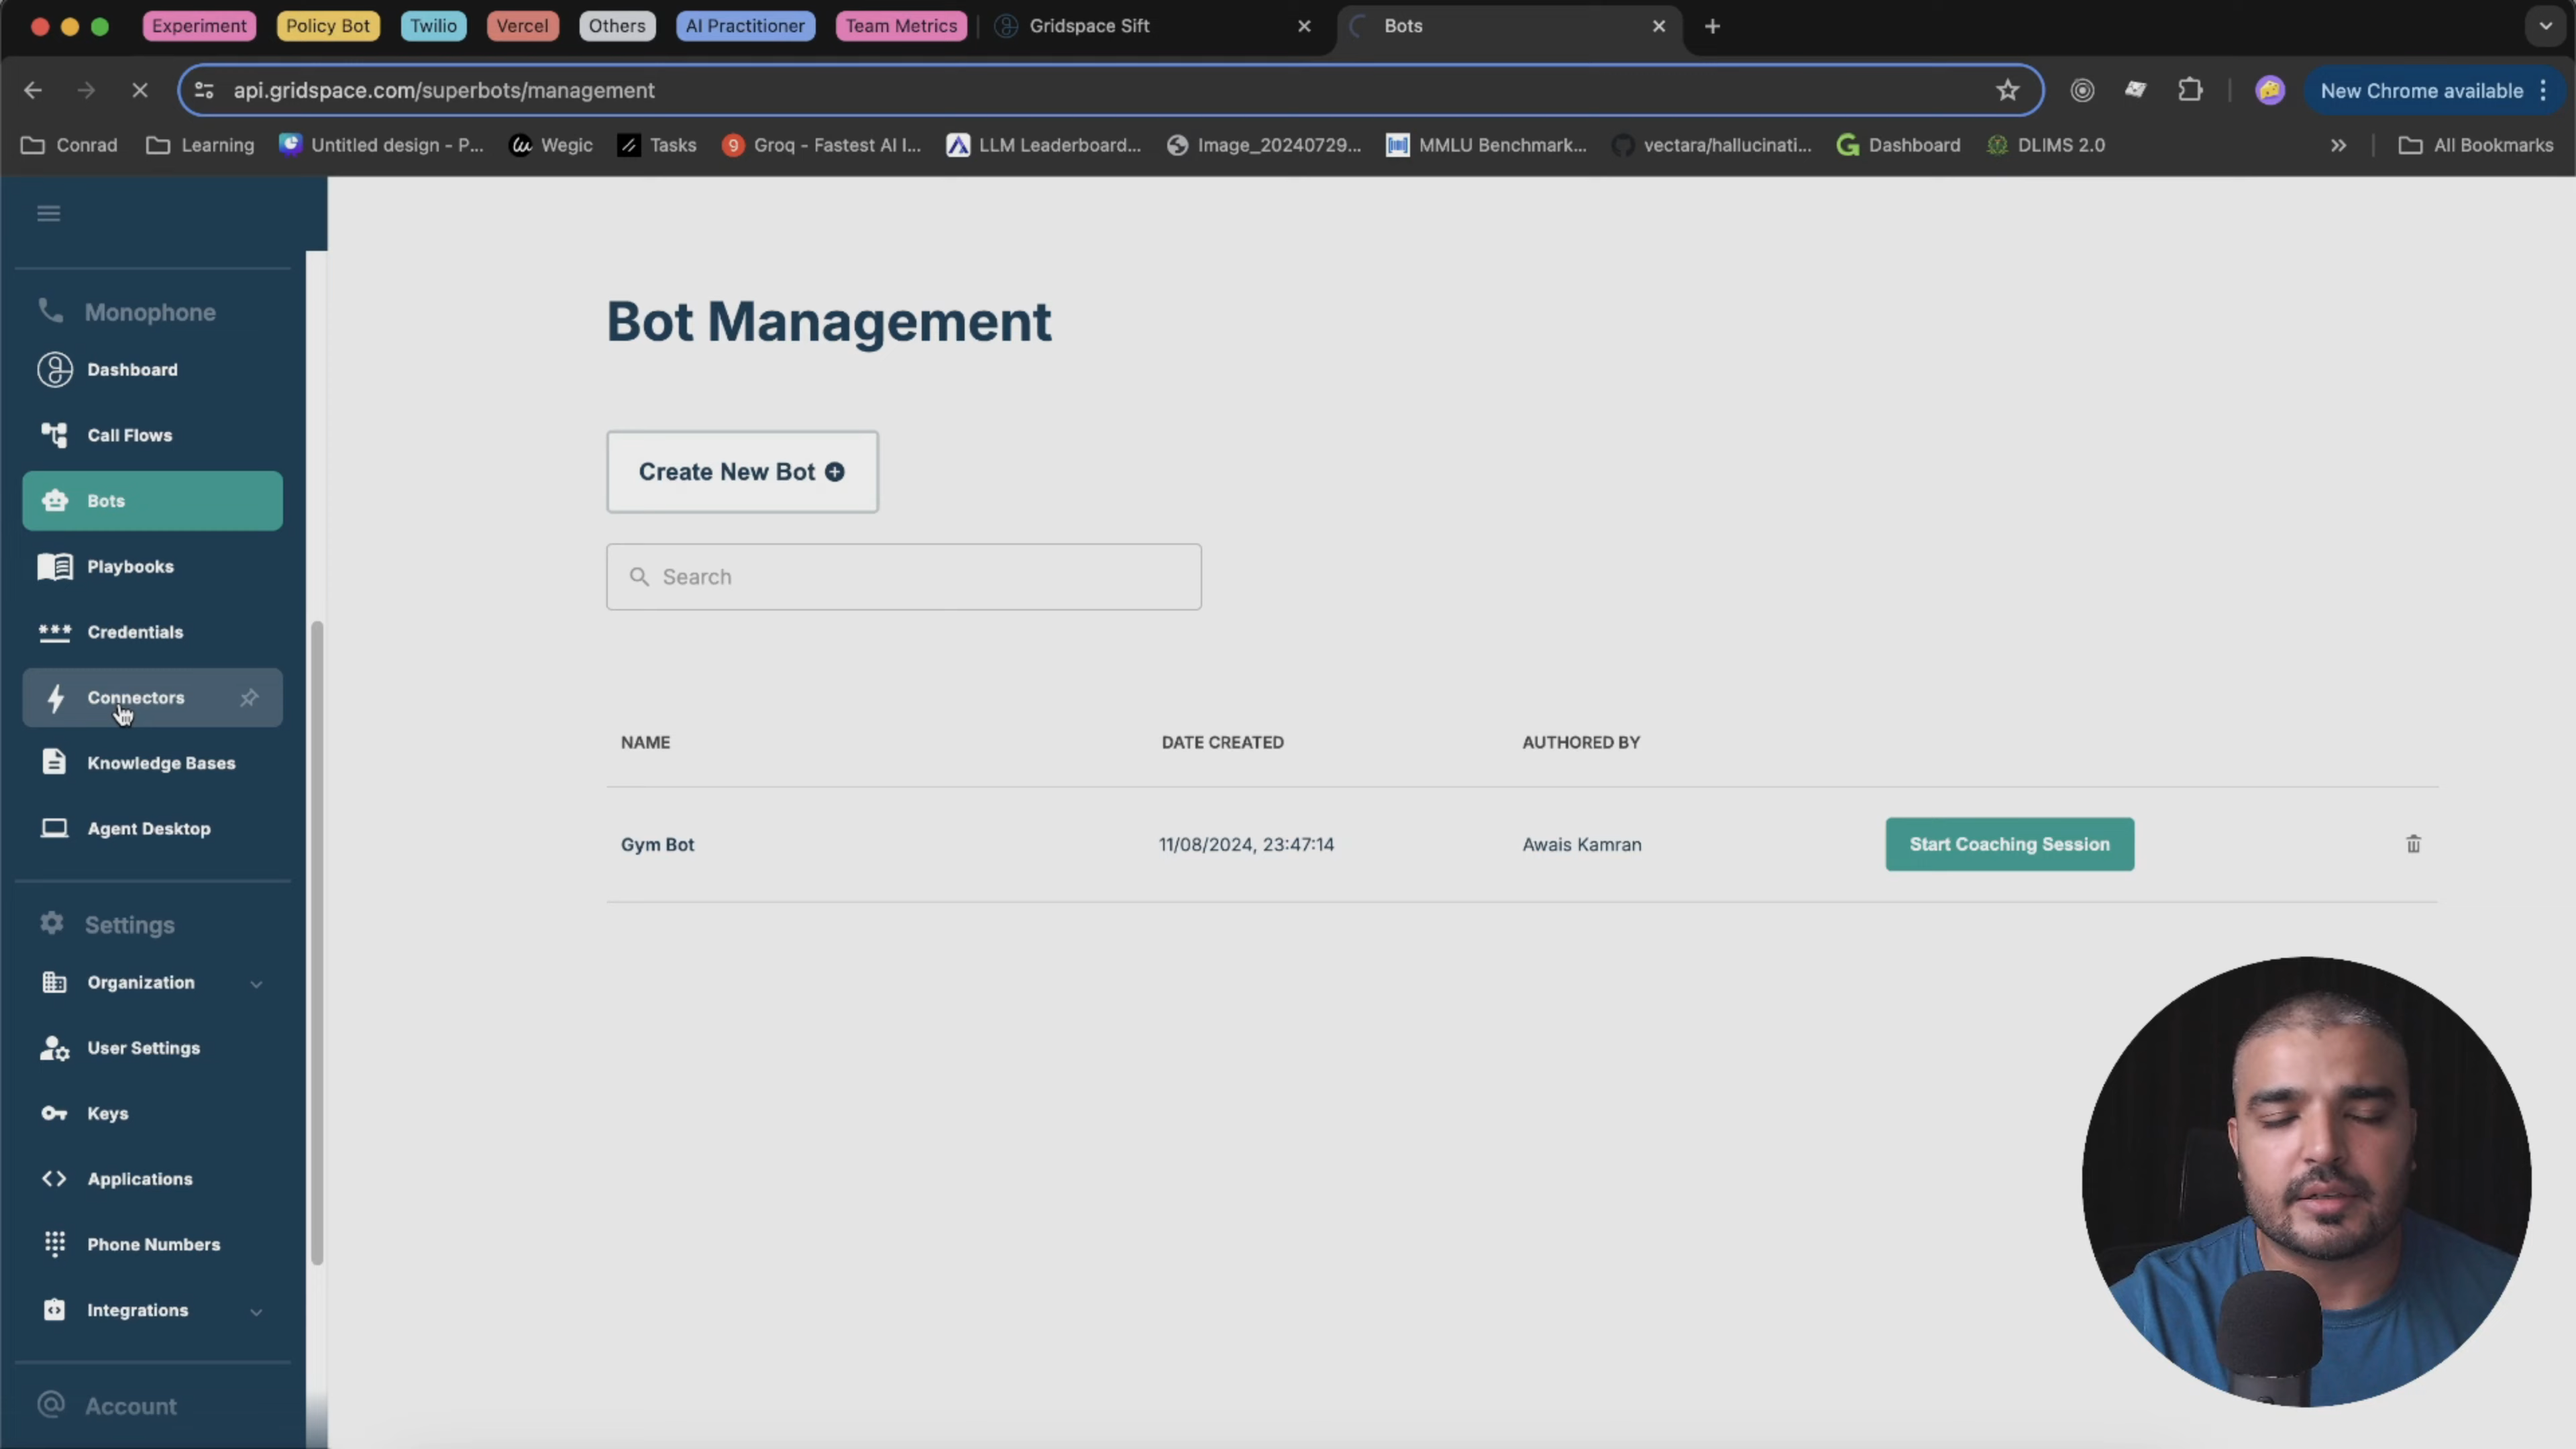 Experiment
Policy Bot
Twilio
Vercel
Others
AI Practitioner
Team Metrics
Gridspace Sift
Bots
api.gridspace.com/superbots/management
New Chrome available
Conrad
Learning
Untitled design - P...
Wegic
Tasks
Groq - Fastest AI I...
LLM Leaderboard...
Image_20240729...
MMLU Benchmark...
vectara/hallucinati...
Dashboard
DLIMS 2.0
All Bookmarks
Monophone
Dashboard
Call Flows
Bots
Playbooks
Credentials
Connectors
Knowledge Bases
Agent Desktop
Settings
Organization
User Settings
Keys
Applications
Phone Numbers
Integrations
Account
Bot Management
Create New Bot
Search
NAME DATE CREATED AUTHORED BY
Gym Bot 11/08/2024, 23:47:14 Awais Kamran Start Coaching Session